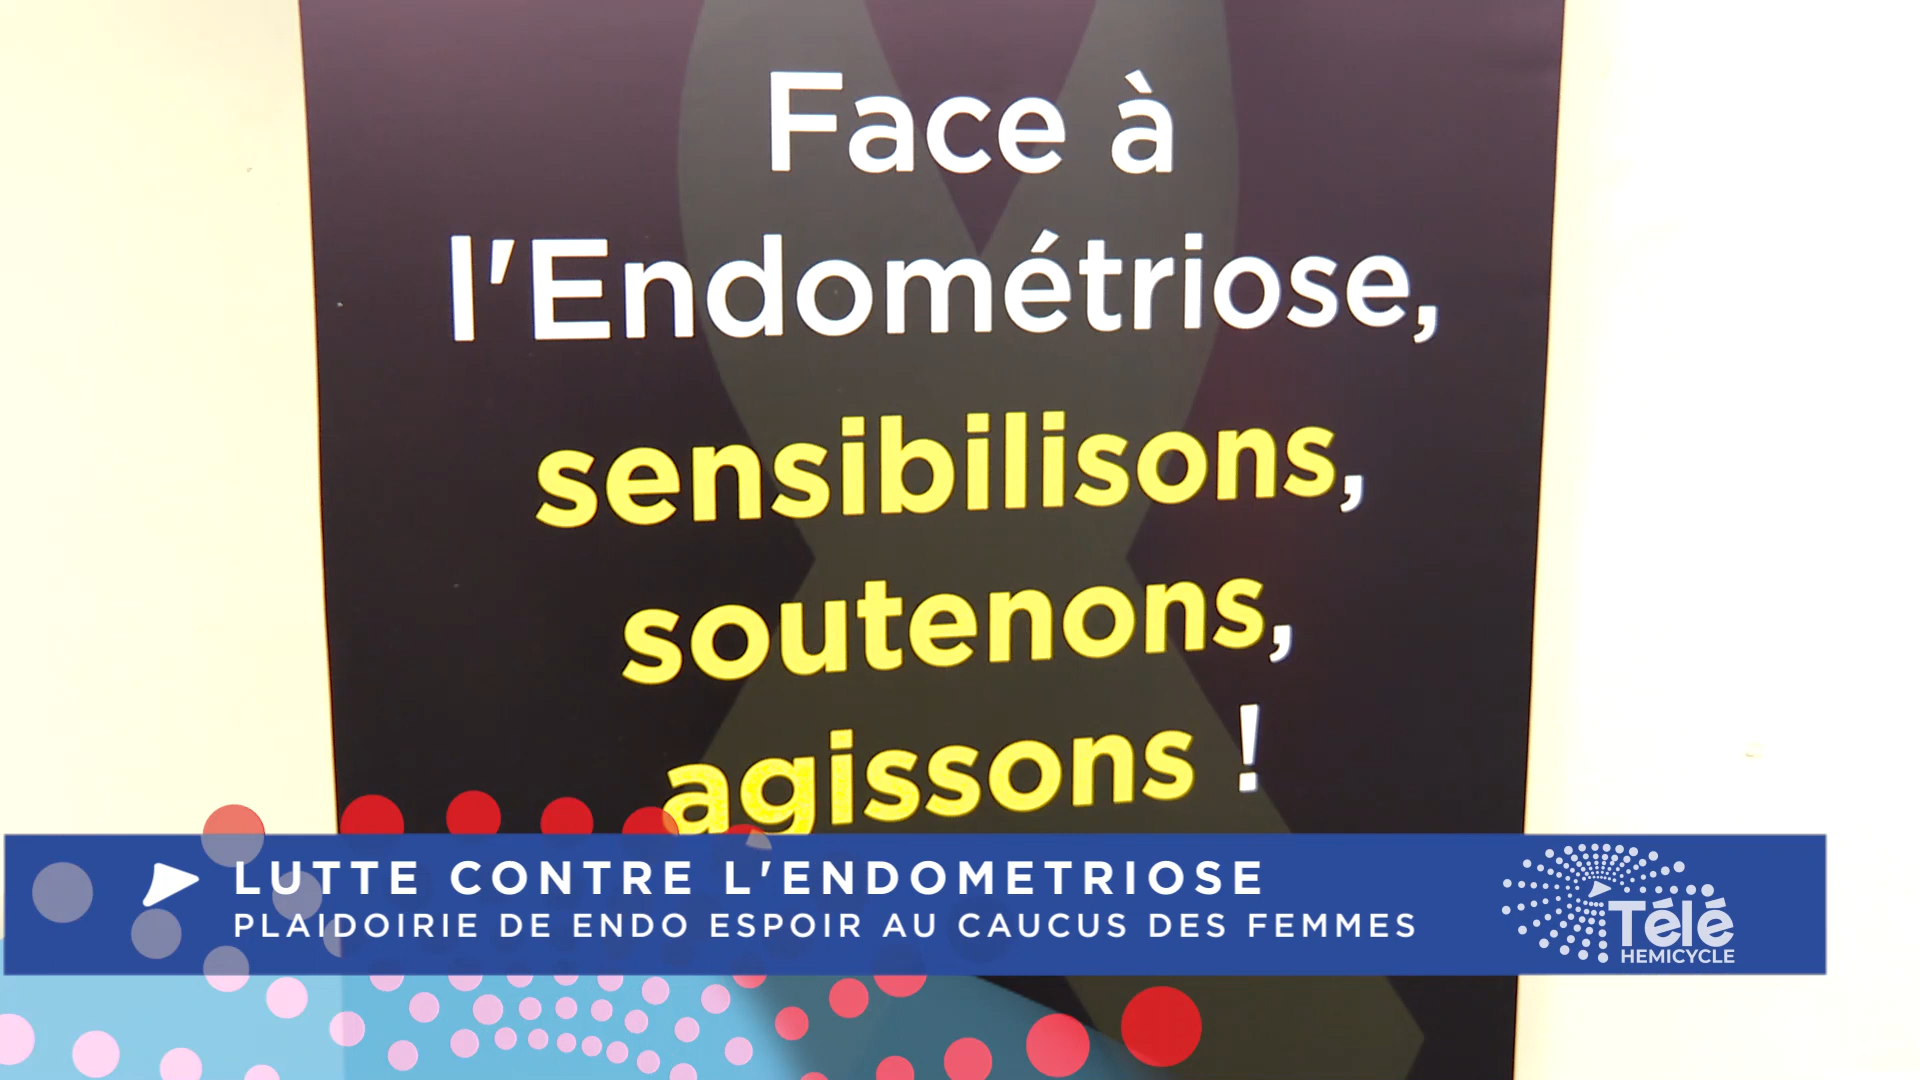 Face à
l'Endométriose,
sensibilisons,
soutenons,
agissons !
LUTTE CONTRE L'ENDOMETRIOSE
PLAIDOIRIE DE ENDO ESPOIR AU CAUCUS DES FEMMES
Télé
HEMICYCLE